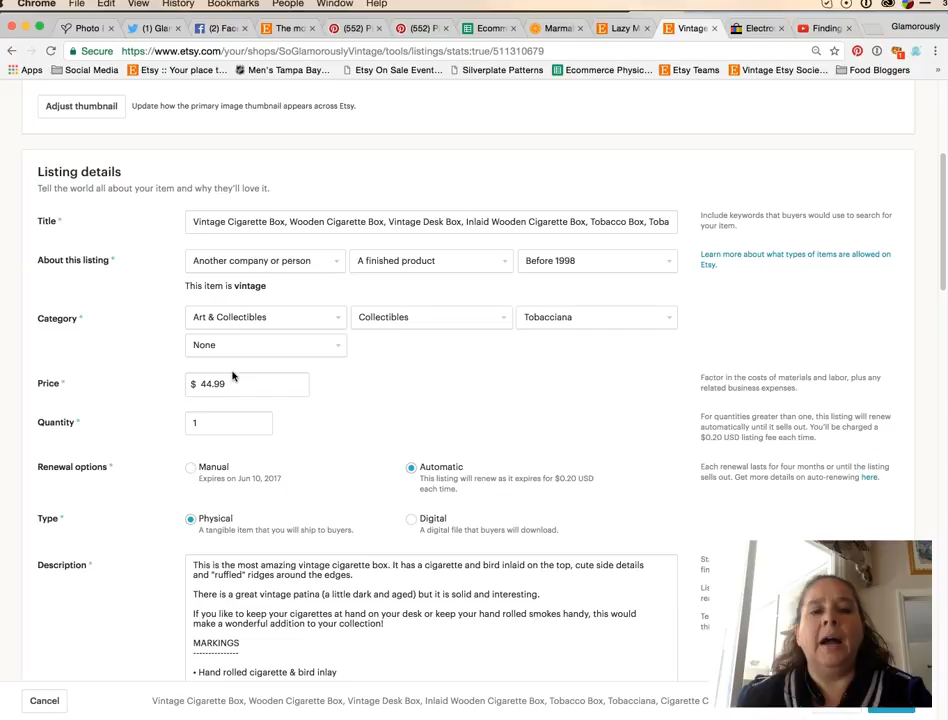 Chrome File Edit View History Bookmarks People Window Help
Photo (1) Gla (2) Fac The mo (552) P (552) P Ecomm Marma Lazy M Vintage Electro Finding Glamorously
Secure https://www.etsy.com/your/shops/SoGlamorouslyVintage/tools/listings/stats:true/511310679
Apps Social Media Etsy :: Your place t... Men's Tampa Bay... Etsy On Sale Event... Silverplate Patterns Ecommerce Physic... Etsy Teams Vintage Etsy Socie... Food Bloggers »
Adjust thumbnail Update how the primary image thumbnail appears across Etsy.
Listing details
Tell the world all about your item and why they'll love it.
Title * Vintage Cigarette Box, Wooden Cigarette Box, Vintage Desk Box, Inlaid Wooden Cigarette Box, Tobacco Box, Toba
Include keywords that buyers would use to search for
your item.
About this listing * Another company or person A finished product Before 1998
Learn more about what types of items are allowed on
Etsy.
This item is vintage
Category * Art & Collectibles Collectibles Tobacciana
None
Price * $ 44.99
Factor in the costs of materials and labor, plus any
related business expenses.
Quantity * 1
For quantities greater than one, this listing will renew
automatically until it sells out. You'll be charged a
$0.20 USD listing fee each time.
Renewal options * Manual
Expires on Jun 10, 2017
Automatic
This listing will renew as it expires for $0.20 USD
each time.
Each renewal lasts for four months or until the listing
sells out. Get more details on auto-renewing here.
Type * Physical
A tangible item that you will ship to buyers.
Digital
A digital file that buyers will download.
Description * This is the most amazing vintage cigarette box. It has a cigarette and bird inlaid on the top, cute side details
and "ruffled" ridges around the edges.
There is a great vintage patina (a little dark and aged) but it is solid and interesting.
If you like to keep your cigarettes at hand on your desk or keep your hand rolled smokes handy, this would
make a wonderful addition to your collection!
MARKINGS
---------------
• Hand rolled cigarette & bird inlay
Cancel Vintage Cigarette Box, Wooden Cigarette Box, Vintage Desk Box, Inlaid Wooden Cigarette Box, Tobacco Box, Tobacciana, Cigarette C